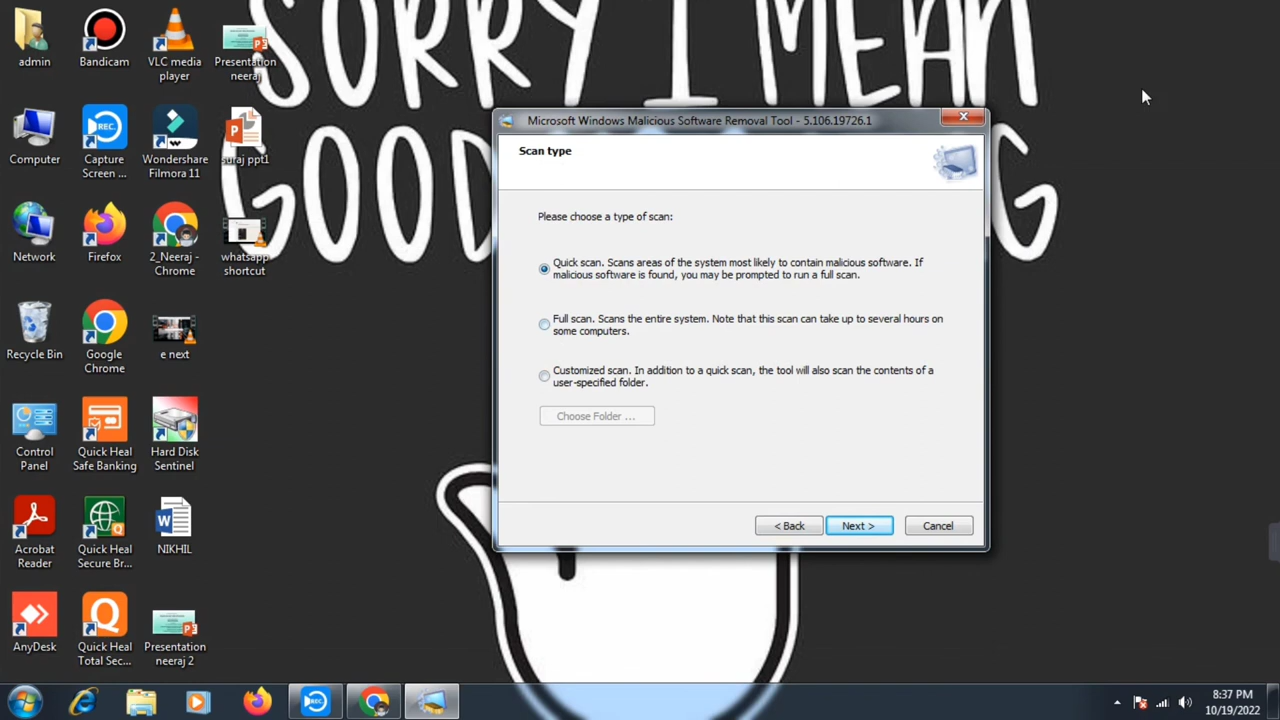 SORRY I MEAN
GOOD
G
admin
Bandicam
VLC media
player
Presentation
neeraj
Computer
Capture
Screen ...
Wondershare
Filmora 11
suraj ppt1
Network
Firefox
2_Neeraj -
Chrome
whatsapp
shortcut
Recycle Bin
Google
Chrome
e next
Control
Panel
Quick Heal
Safe Banking
Hard Disk
Sentinel
Acrobat
Reader
Quick Heal
Secure Br...
NIKHIL
AnyDesk
Quick Heal
Total Sec...
Presentation
neeraj 2
REC
Microsoft Windows Malicious Software Removal Tool - 5.106.19726.1
Scan type
Please choose a type of scan:
Quick scan. Scans areas of the system most likely to contain malicious software. If
malicious software is found, you may be prompted to run a full scan.
Full scan. Scans the entire system. Note that this scan can take up to several hours on
some computers.
Customized scan. In addition to a quick scan, the tool will also scan the contents of a
user-specified folder.
Choose Folder ...
< Back
Next >
Cancel
REC
8:37 PM
10/19/2022